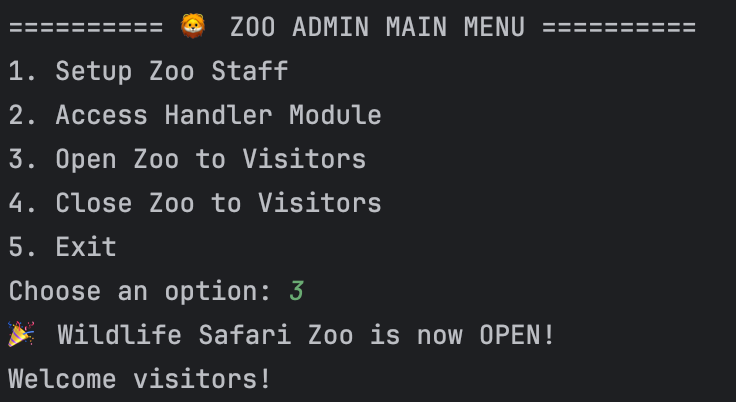 ========== 🦁 ZOO ADMIN MAIN MENU ==========
1. Setup Zoo Staff
2. Access Handler Module
3. Open Zoo to Visitors
4. Close Zoo to Visitors
5. Exit
Choose an option: 3
🎉 Wildlife Safari Zoo is now OPEN!
Welcome visitors!